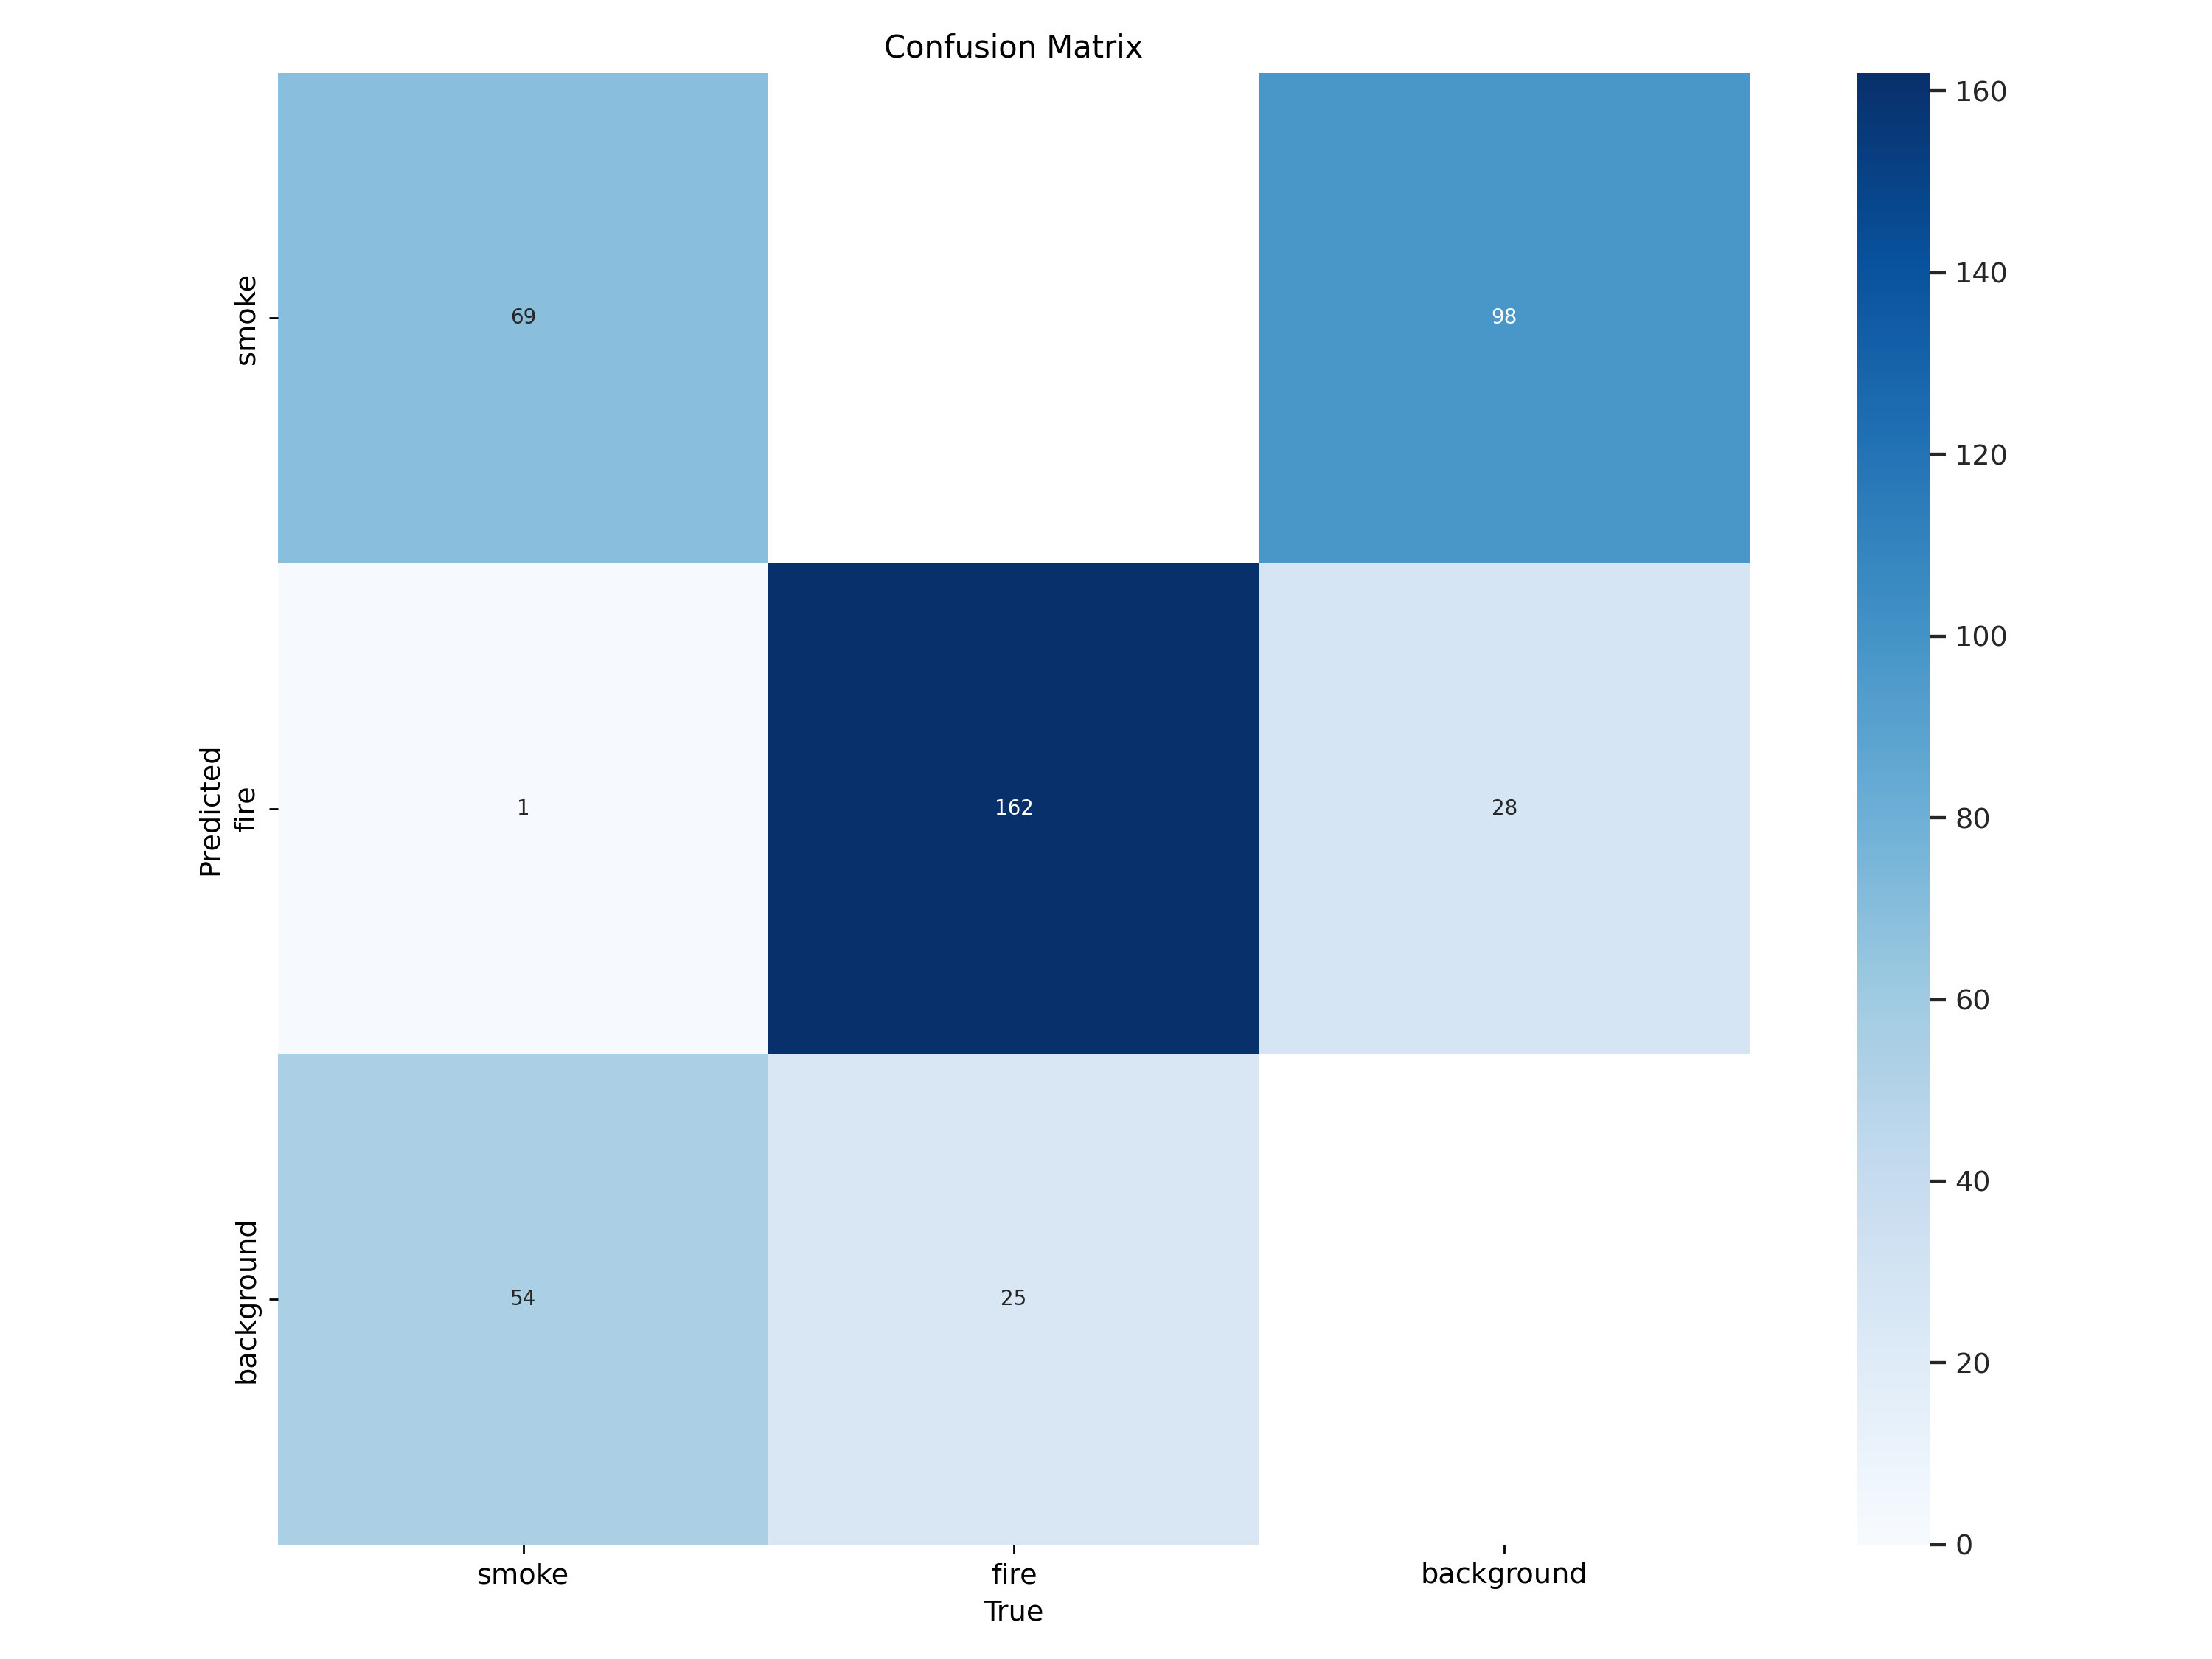 Confusion Matrix
Predicted
smoke
69
98
fire
1
162
28
background
54
25
smoke
fire
background
True
160
140
120
100
80
60
40
20
0